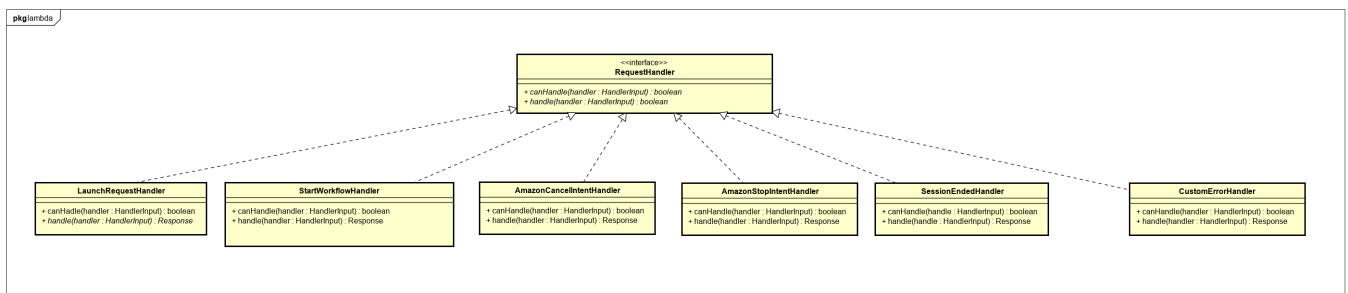 pkg lambda
<<interface>>
RequestHandler
+ canHandle(handler : HandlerInput) : boolean
+ handle(handler : HandlerInput) : boolean
LaunchRequestHandler
+ canHadle(handler : HandlerInput) : boolean
+ handle(handler : HandlerInput) : Response
StartWorkflowHandler
+ canHandle(handler : HandlerInput) : boolean
+ handle(handler : HandlerInput) : Response
AmazonCancelIntentHandler
+ canHandle(handler : HandlerInput) : boolean
+ handle(handler : HandlerInput) : Response
AmazonStopIntentHandler
+ canHandle(handler : HandlerInput) : boolean
+ handle(handler : HandlerInput) : Response
SessionEndedHandler
+ canHandle(handle : HandlerInput) : boolean
+ handle(handler : HandlerInput) : Response
CustomErrorHandler
+ canHandle(handler : HandlerInput) : boolean
+ handle(handler : HandlerInput) : Response